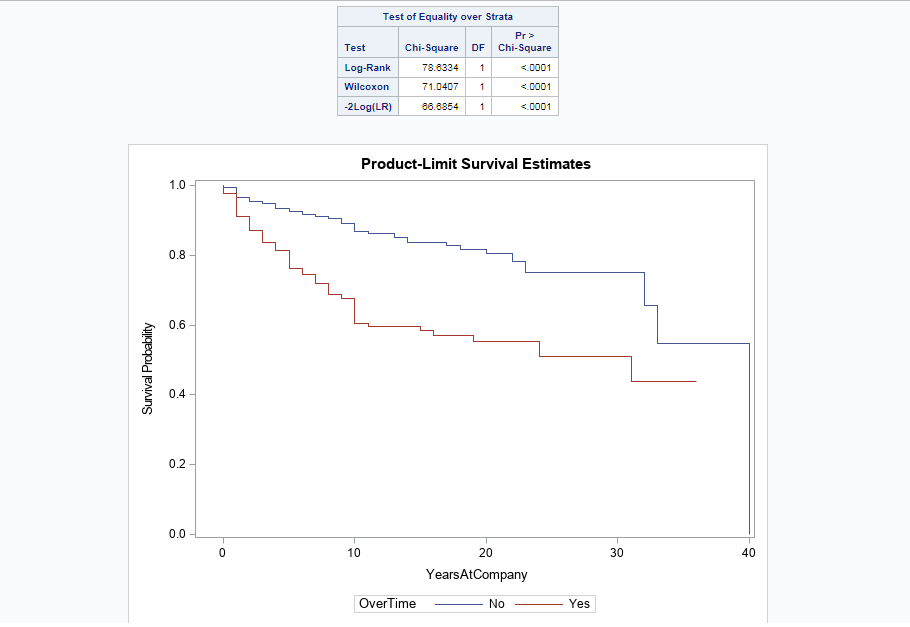 Test of Equality over Strata
Test Chi-Square DF Pr > Chi-Square
Log-Rank 78.6334 1 <.0001
Wilcoxon 71.0407 1 <.0001
-2Log(LR) 66.6854 1 <.0001
Product-Limit Survival Estimates
1.0
0.8
0.6
0.4
0.2
0.0
Survival Probability
0 10 20 30 40
YearsAtCompany
OverTime No Yes